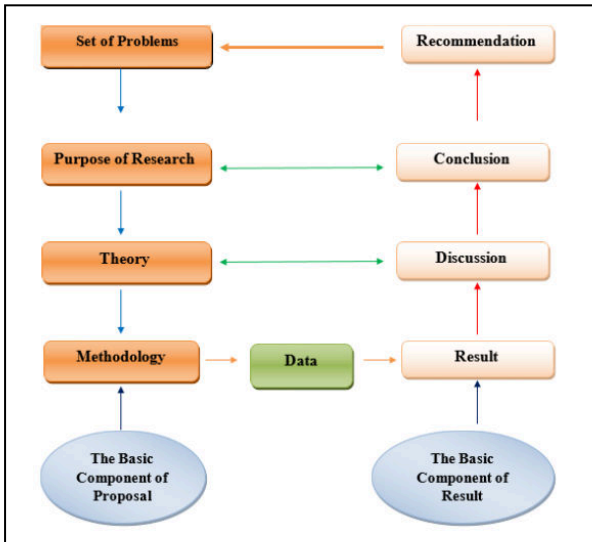 Set of Problems
Recommendation
Purpose of Research
Conclusion
Theory
Discussion
Methodology
Data
Result
The Basic
Component of
Proposal
The Basic
Component of
Result